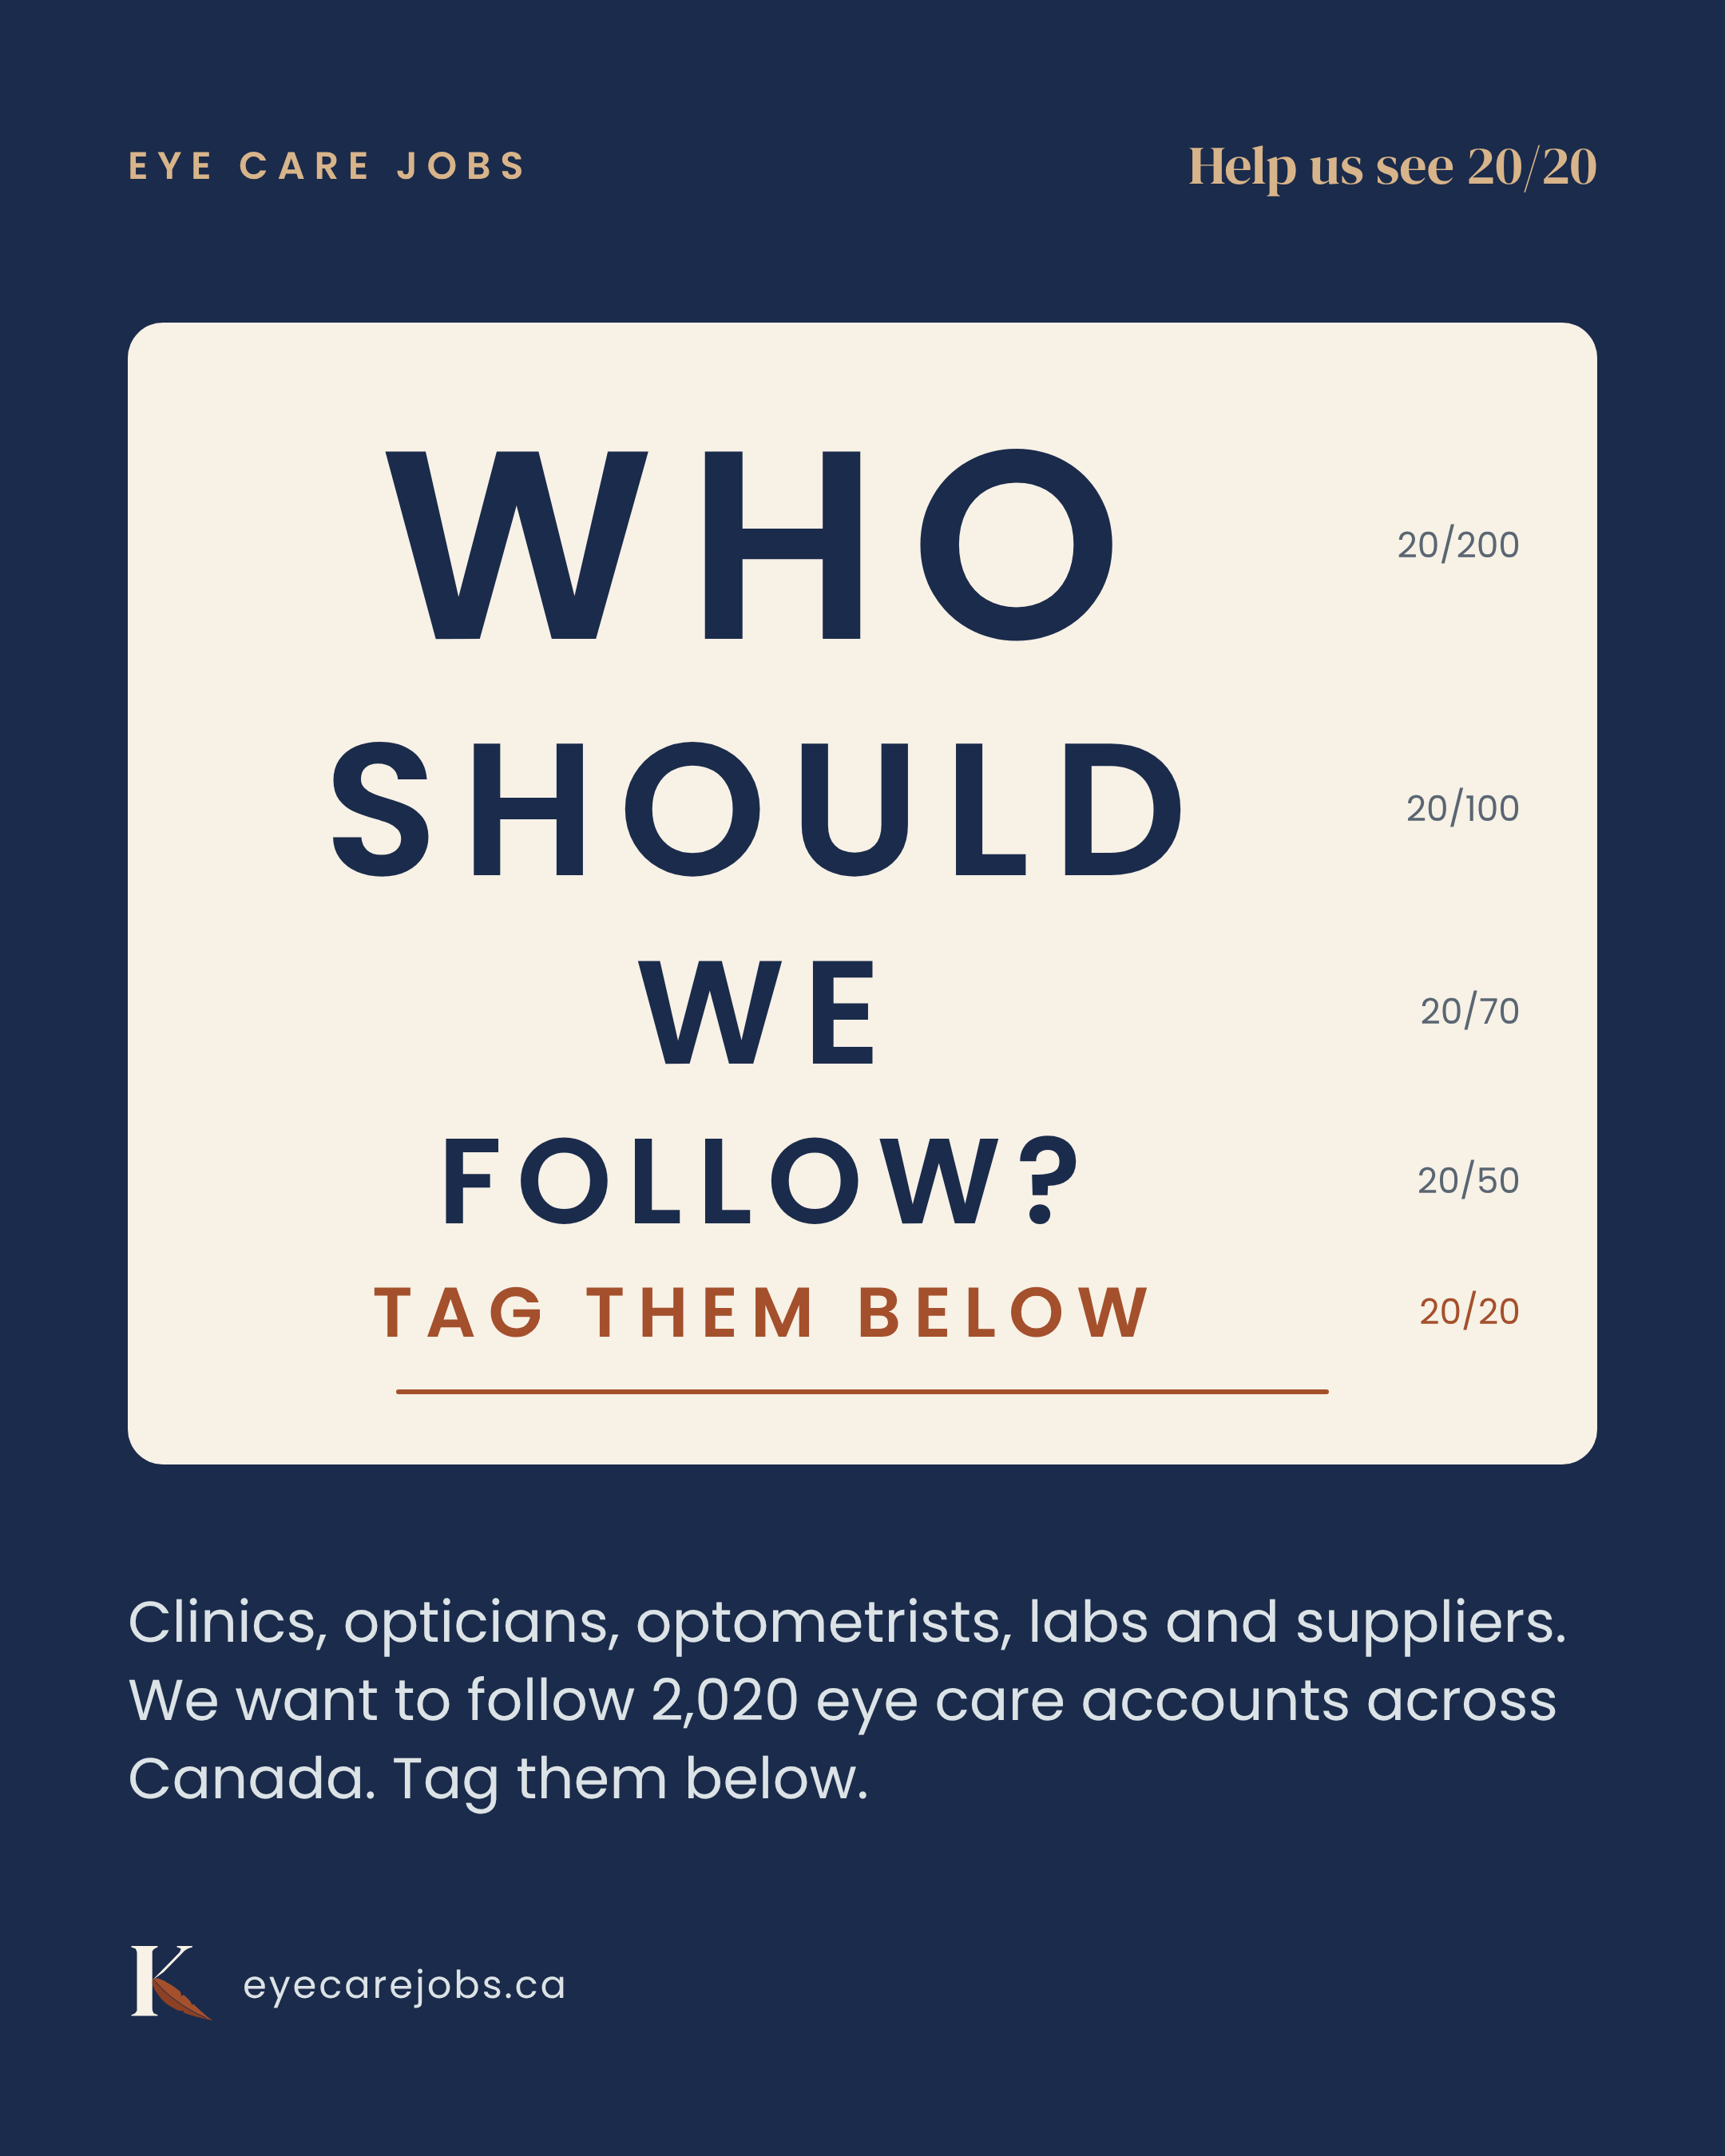 EYE CARE JOBS
Help us see 20/20
WHO 20/200
SHOULD 20/100
WE 20/70
FOLLOW? 20/50
TAG THEM BELOW 20/20
Clinics, opticians, optometrists, labs and suppliers.
We want to follow 2,020 eye care accounts across
Canada. Tag them below.
K
eyecarejobs.ca